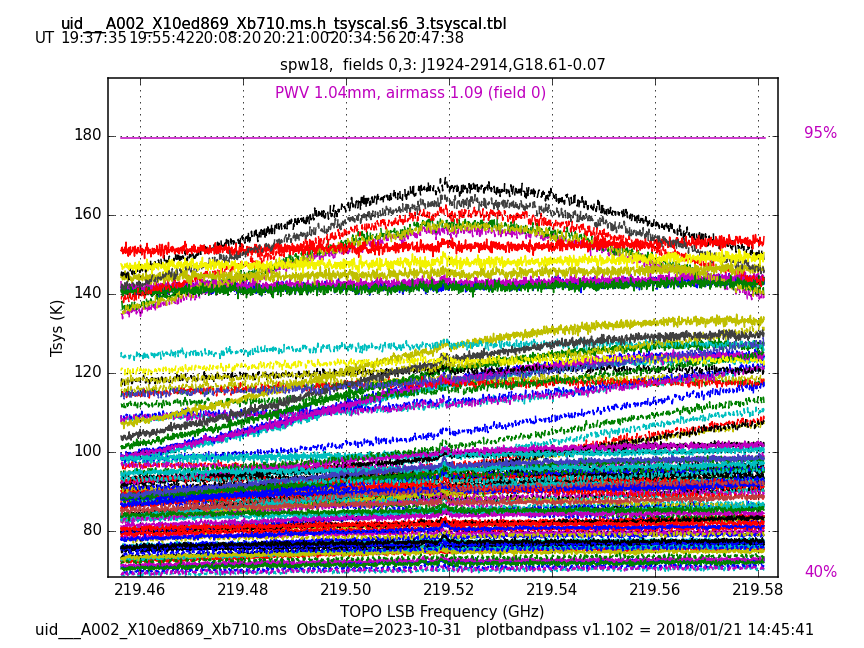 uid___A002_X10ed869_Xb710.ms.h_tsyscal.s6_3.tsyscal.tbl
UT 19:37:35 19:55:42 20:08:20 20:21:00 20:34:56 20:47:38
spw18,  fields 0,3: J1924-2914,G18.61-0.07
PWV 1.04mm, airmass 1.09 (field 0)
95%
180
160
140
120
100
80
Tsys (K)
40%
219.46 219.48 219.50 219.52 219.54 219.56 219.58
TOPO LSB Frequency (GHz)
uid___A002_X10ed869_Xb710.ms  ObsDate=2023-10-31   plotbandpass v1.102 = 2018/01/21 14:45:41